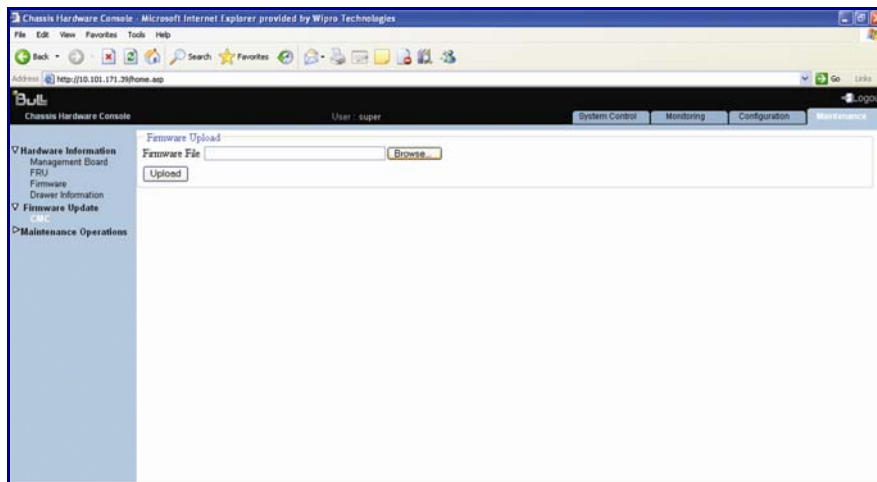 Chassis Hardware Console - Microsoft Internet Explorer provided by Wipro Technologies
File Edit View Favorites Tools Help
Back Search Favorites
Address http://10.101.171.39/home.asp Go Links
Bull Logou
Chassis Hardware Console User : super System Control Monitoring Configuration Maintenance
Hardware Information
Management Board
FRU
Firmware
Drawer Information
Firmware Update
CMC
Maintenance Operations
Firmware Upload
Firmware File Browse...
Upload